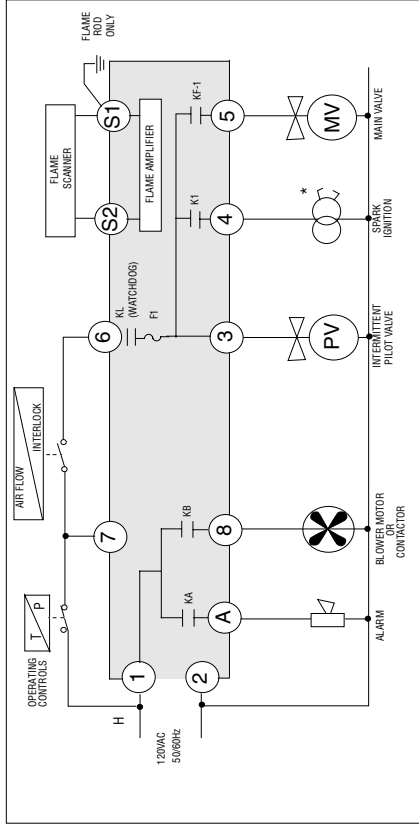 FLAME
ROD
ONLY
FLAME
SCANNER
S2
S1
FLAME AMPLIFIER
AIR FLOW
INTERLOCK
T
P
OPERATING
CONTROLS
H
120VAC
50/60Hz
1
2
7
6
KL
(WATCHDOG)
F1
KA
KB
K1
KF-1
A
8
3
4
5
PV
*
MV
ALARM
BLOWER MOTOR
OR
CONTACTOR
INTERMITTENT
PILOT VALVE
SPARK
IGNITION
MAIN VALVE